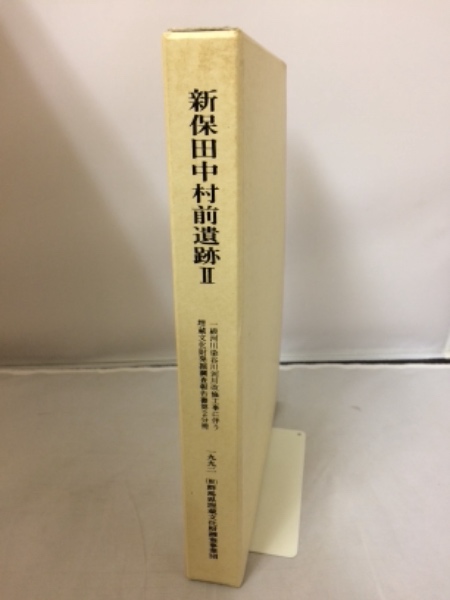 新保田中村前遺跡Ⅱ
一級河川染谷川河川改修工事に伴う
埋蔵文化財発掘調査報告書第2分冊
一九九二
㈶群馬県埋蔵文化財調査事業団